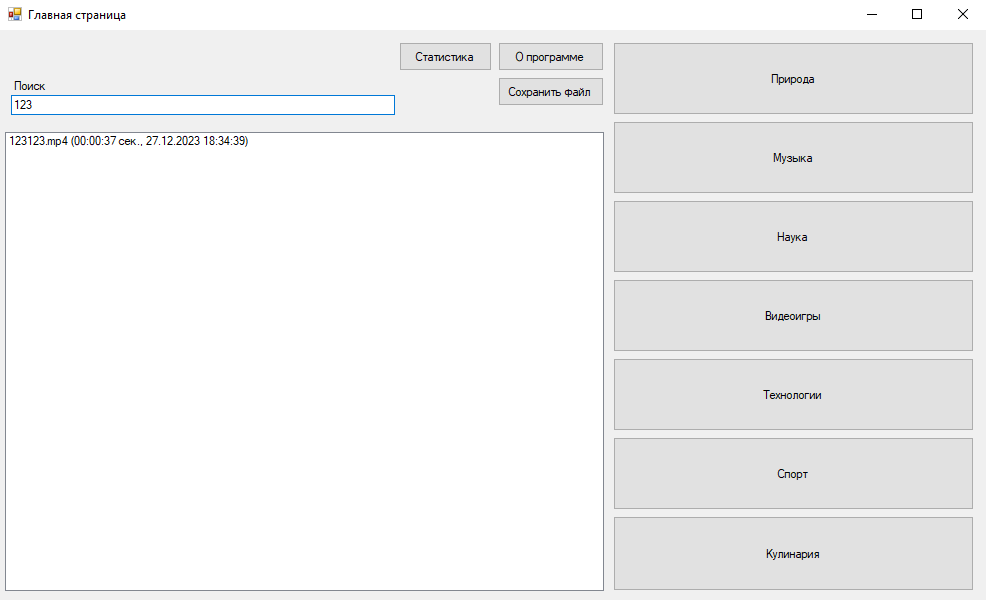 Главная страница
Статистика
О программе
Поиск
Сохранить файл
123
123123.mp4 (00:00:37 сек., 27.12.2023 18:34:39)
Природа
Музыка
Наука
Видеоигры
Технологии
Спорт
Кулинария